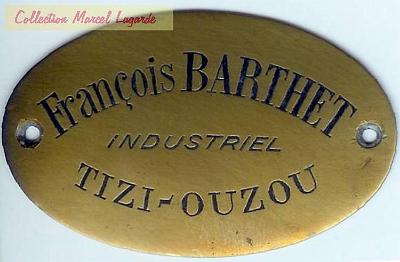 Collection Marcel Lagarde
François BARTHET
INDUSTRIEL
TIZI-OUZOU